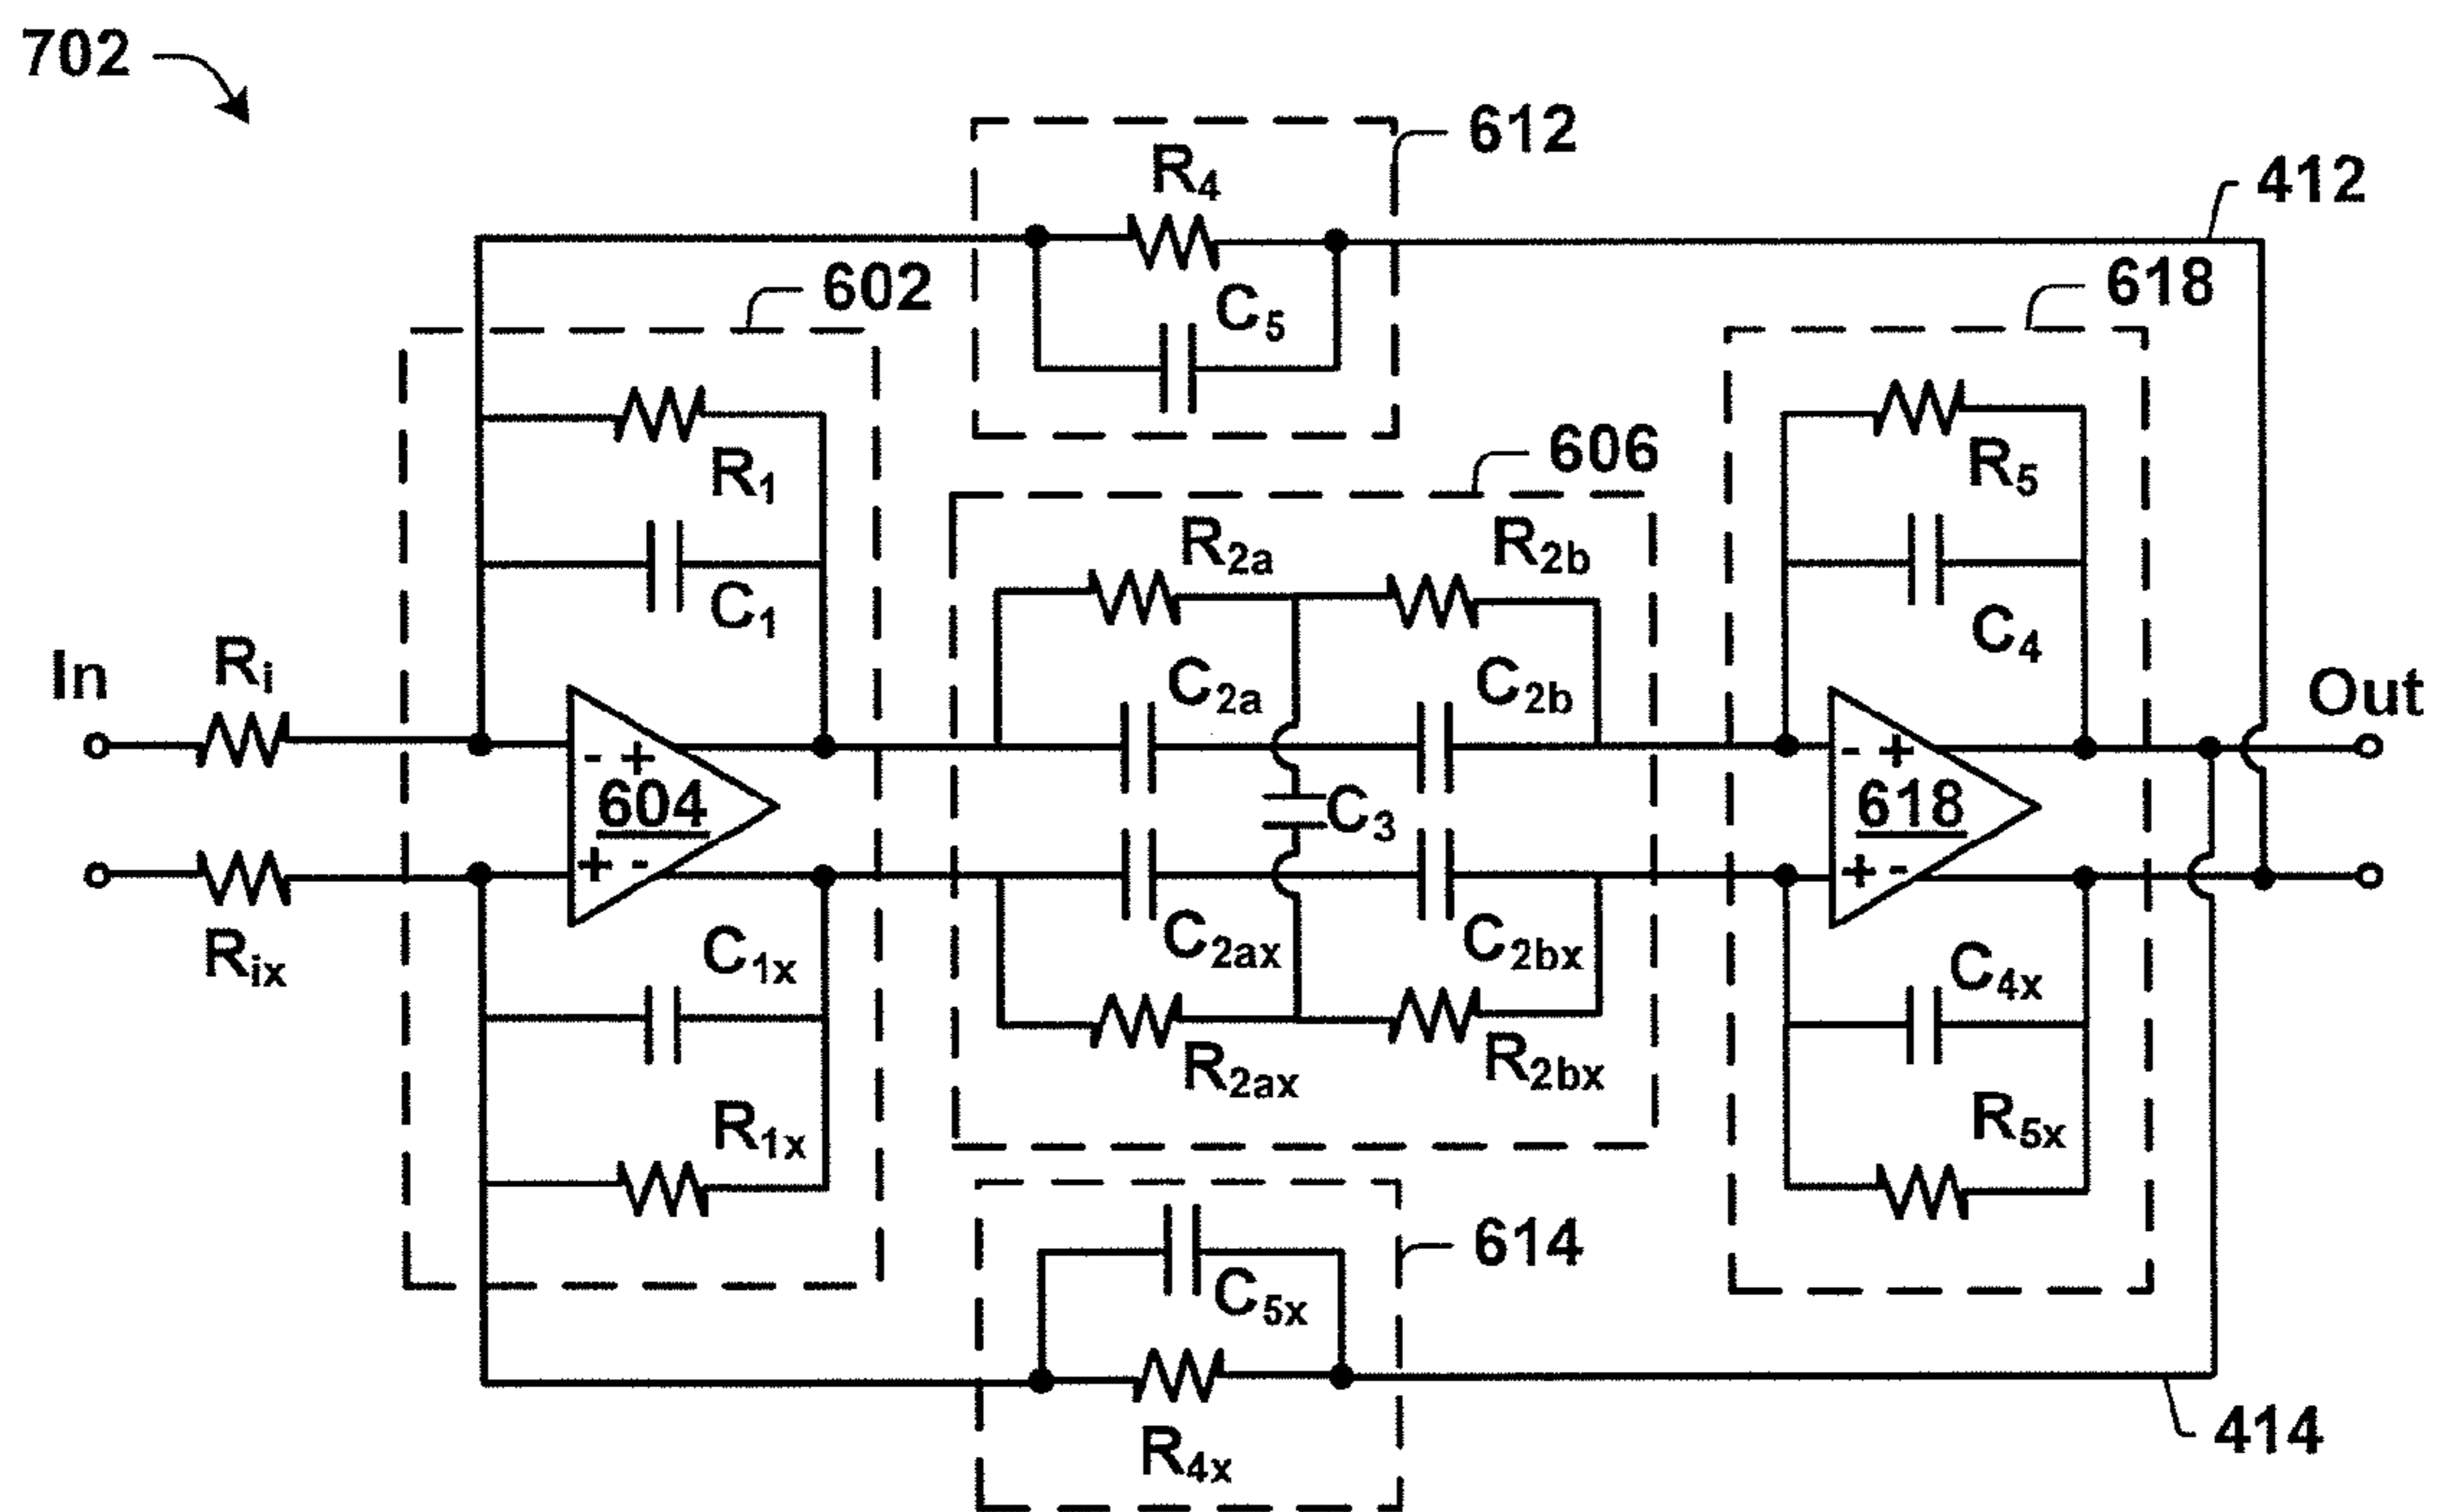 702
612
R4
412
602
C5
618
606
R5
R1
R2a
R2b
C1
C4
In
Ri
C2a
C2b
Out
- +
- +
604
C3
618
+ -
+ -
Rix
C1x
C2ax
C2bx
C4x
R2ax
R2bx
R1x
R5x
614
C5x
414
R4x